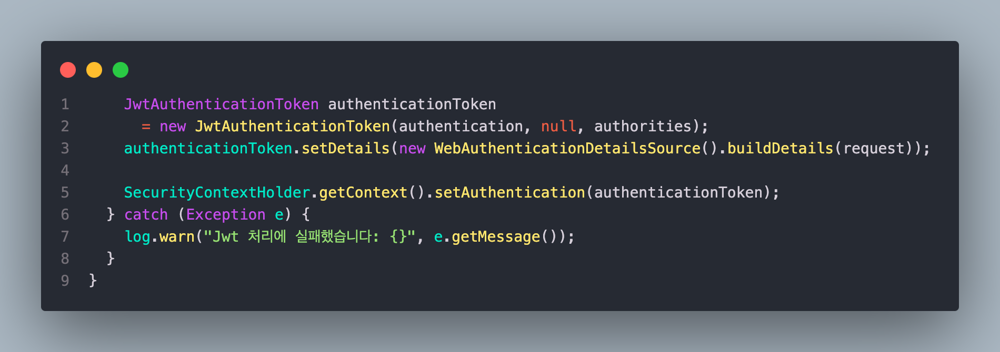 1 JwtAuthenticationToken authenticationToken
2 = new JwtAuthenticationToken(authentication, null, authorities);
3 authenticationToken.setDetails(new WebAuthenticationDetailsSource().buildDetails(request));
4
5 SecurityContextHolder.getContext().setAuthentication(authenticationToken);
6 } catch (Exception e) {
7 log.warn("Jwt 처리에 실패했습니다: {}", e.getMessage());
8 }
9 }